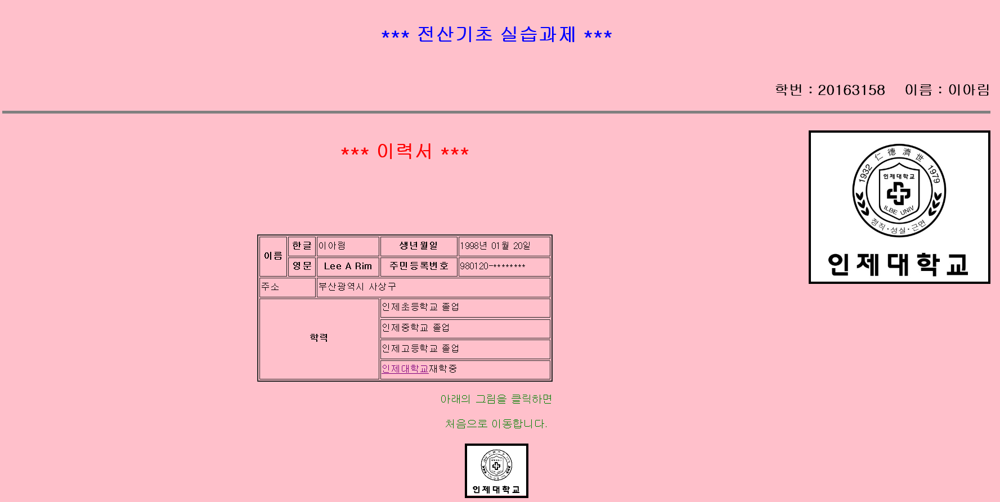 *** 전산기초 실습과제 ***
학번 : 20163158 이름 : 이아림
*** 이력서 ***
1932 仁 德 濟 世 1979
인제대학교
ILBE UNIV
정직·성실·근면
인제대학교
이름 한글 이아림 생년월일 1998년 01월 20일
영문 Lee A Rim 주민등록번호 980120-********
주소 부산광역시 사상구
학력 인제초등학교 졸업
인제중학교 졸업
인제고등학교 졸업
인제대학교재학중
아래의 그림을 클릭하면
처음으로 이동합니다.
인제대학교